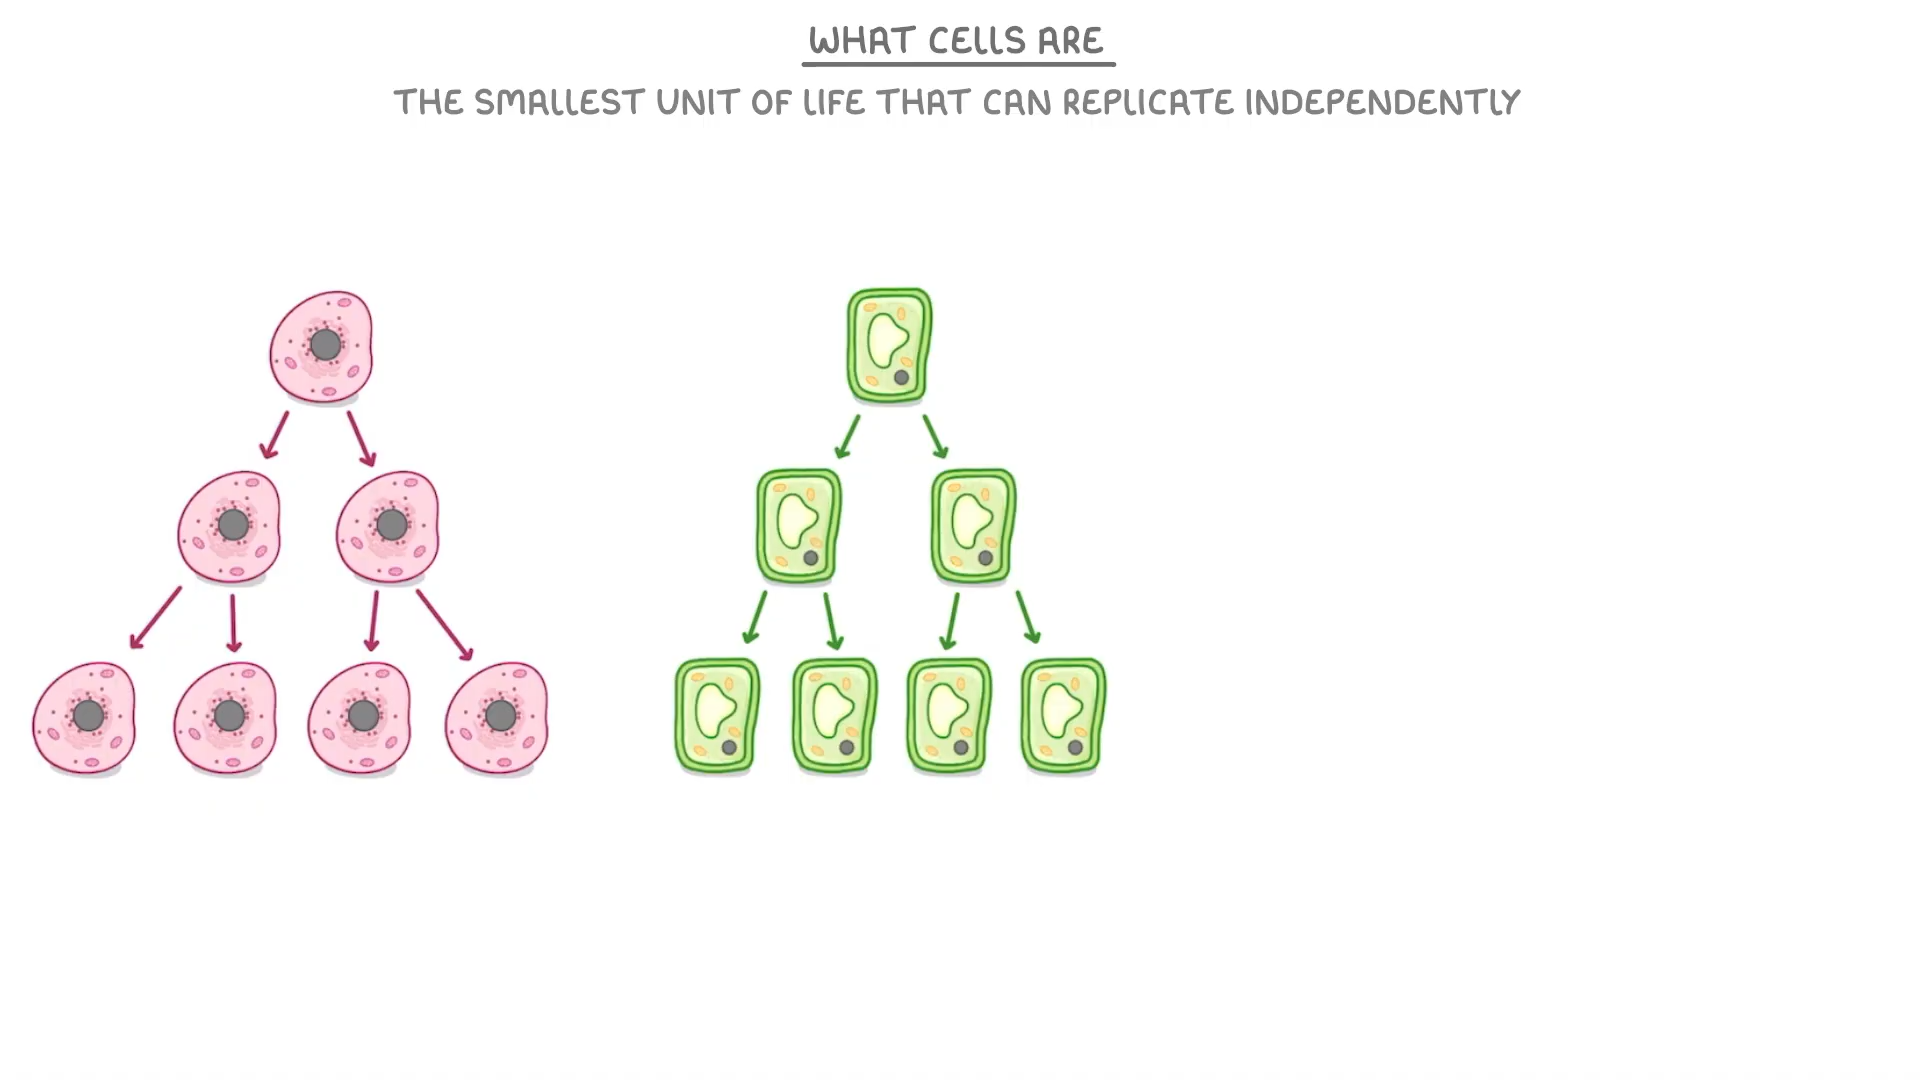 WHAT CELLS ARE
THE SMALLEST UNIT OF LIFE THAT CAN REPLICATE INDEPENDENTLY